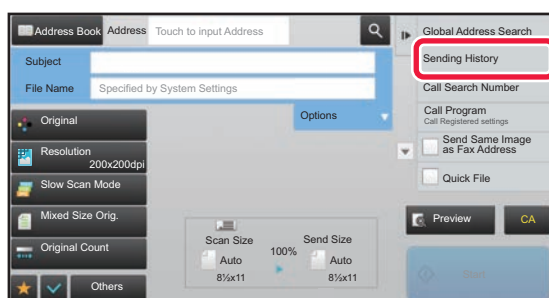 Address Book
Address
Touch to input Address
Subject
File Name
Specified by System Settings
Options
Original
Resolution
200x200dpi
Slow Scan Mode
Mixed Size Orig.
Original Count
Others
Scan Size
Auto
8½x11
100%
Send Size
Auto
8½x11
Global Address Search
Sending History
Call Search Number
Call Program
Call Registered settings
Send Same Image
as Fax Address
Quick File
Preview
CA
Start